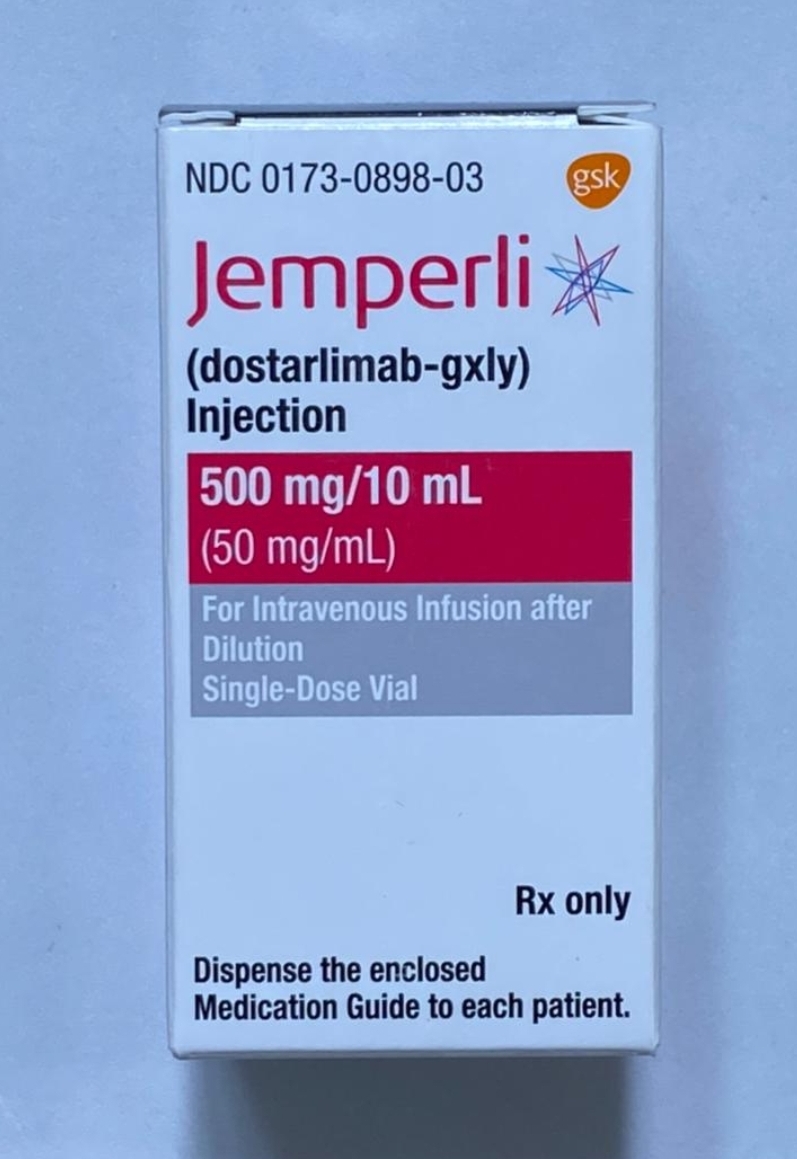 NDC 0173-0898-03
gsk
Jemperli
(dostarlimab-gxly)
Injection
500 mg/10 mL
(50 mg/mL)
For Intravenous Infusion after
Dilution
Single-Dose Vial
Rx only
Dispense the enclosed
Medication Guide to each patient.